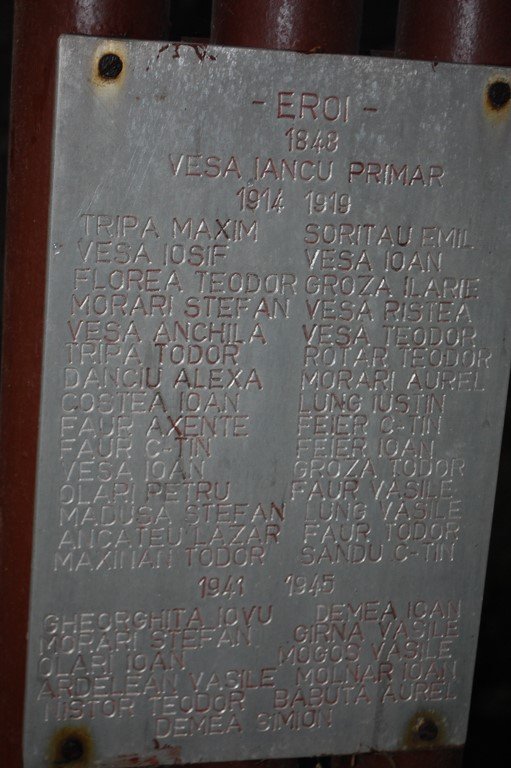 - EROI -
1848
VESA IANCU PRIMAR
1914 1919
TRIPA MAXIM SORITAU EMIL
VESA IOSIF VESA IOAN
FLOREA TEODOR GROZA ILARIE
MORARI STEFAN VESA RISTEA
VESA ANCHILA VESA TEODOR
TRIPA TODOR ROTAR TEODOR
DANCIU ALEXA MORARI AUREL
COSTEA IOAN LUNG IUSTIN
FAUR AXENTE FEIER C-TIN
FAUR C-TIN FEIER IOAN
VESA IOAN GROZA TODOR
OLARI PETRU FAUR VASILE
MADUSA STEFAN LUNG VASILE
ANCATEU LAZAR FAUR TODOR
MAXINAN TODOR SANDU C-TIN
1941 1945
GHEORGHITA IOVU DEMEA IOAN
MORARI STEFAN GIRNA VASILE
OLARI IOAN MOGOS VASILE
ARDELEAN VASILE MOLNAR IOAN
NISTOR TEODOR BABUTA AUREL
DEMEA SIMION